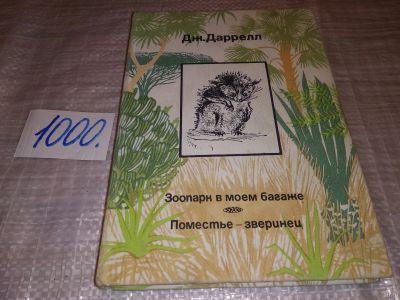 Дж. Даррелл
1000.
Зоопарк в моем багаже
Поместье – зверинец